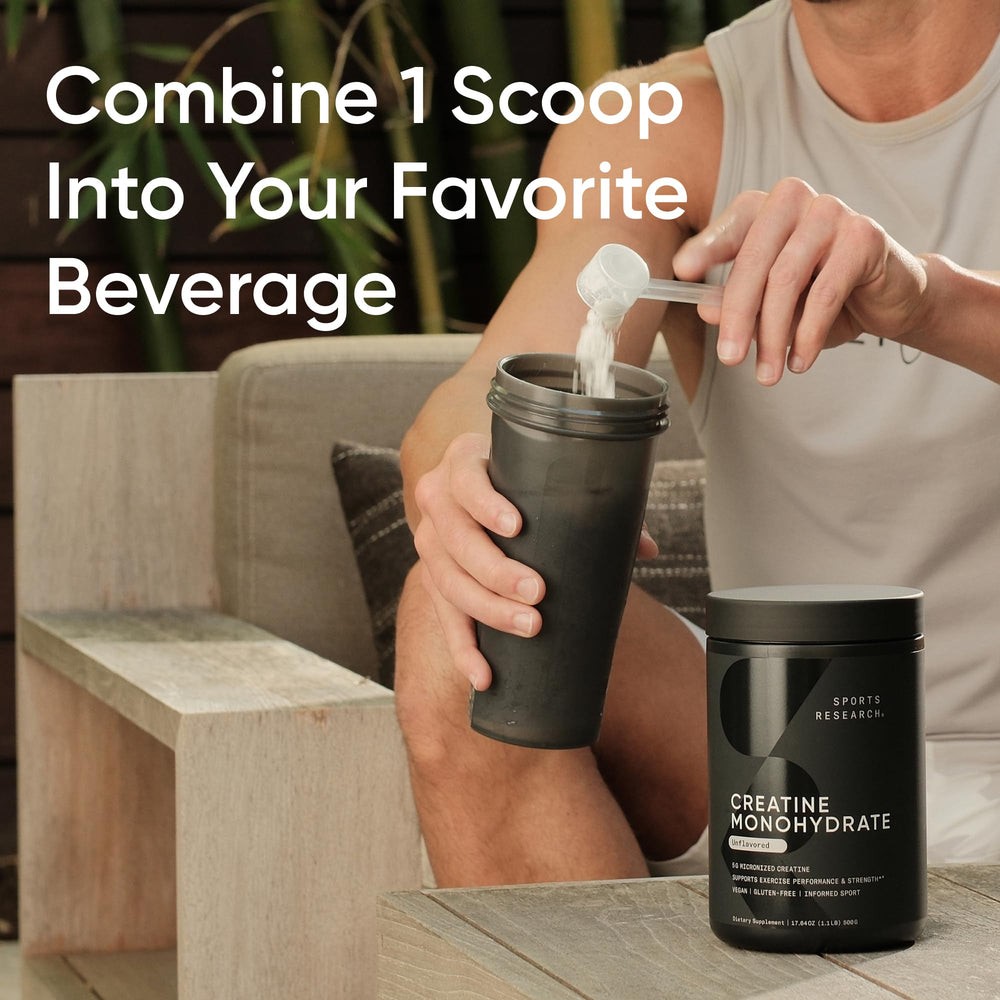 Combine 1 Scoop
Into Your Favorite
Beverage
SPORTS
RESEARCH®
CREATINE
MONOHYDRATE
Unflavored
5G MICRONIZED CREATINE
SUPPORTS EXERCISE PERFORMANCE & STRENGTH**
VEGAN | GLUTEN-FREE | INFORMED SPORT
Dietary Supplement | 17.64OZ (1.1LB) 500G